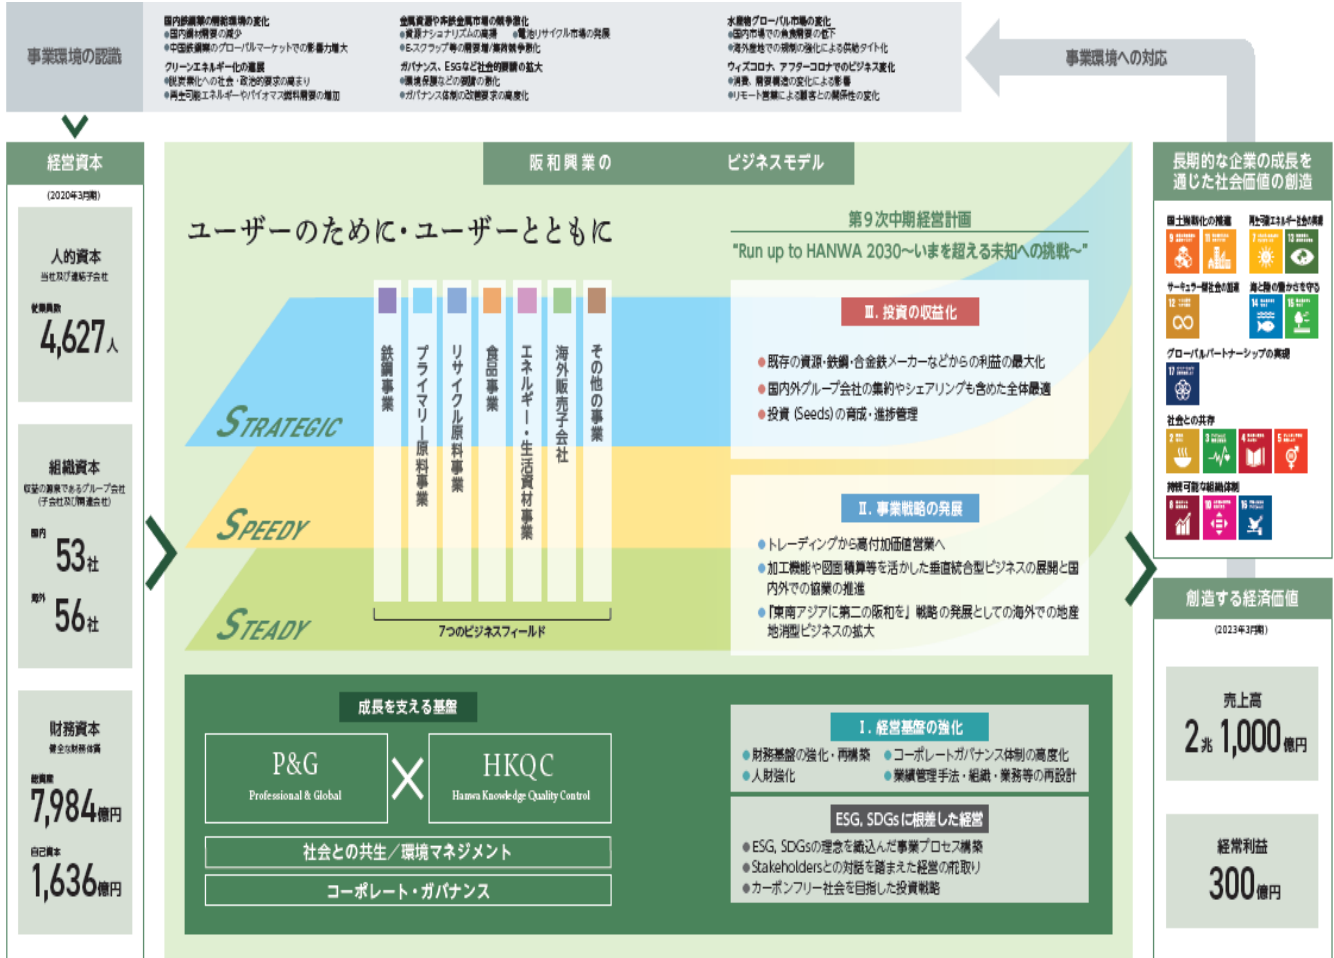 事業環境の認識
国内鉄鋼業の需給環境の変化
●国内鋼材需要の減少
●中国鉄鋼業のグローバルマーケットでの影響力増大
クリーンエネルギー化の進展
●脱炭素化への社会・政治的要求の高まり
●再生可能エネルギーやバイオマス燃料需要の増加
金属資源や非鉄金属市場の競争激化
●資源ナショナリズムの高揚 ●電池リサイクル市場の発展
●E-スクラップ等の需要増/集荷競争激化
ガバナンス、ESGなど社会的要請の拡大
●環境保護などの要請の激化
●ガバナンス体制の改善要求の高度化
水産物グローバル市場の変化
●国内市場での魚食需要の低下
●海外産地での規制の強化による供給タイト化
ウィズコロナ、アフターコロナでのビジネス変化
●消費、需要構造の変化による影響
●リモート営業による顧客との関係性の変化
事業環境への対応
経営資本
(2020年3月期)
人的資本
当社及び連結子会社
従業員数
4,627人
組織資本
収益の源泉であるグループ会社
(子会社及び関連会社)
国内
53社
海外
56社
財務資本
健全な財務体質
総資産
7,984億円
自己資本
1,636億円
阪和興業の ビジネスモデル
ユーザーのために・ユーザーとともに
第9次中期経営計画
"Run up to HANWA 2030～いまを超える未知への挑戦～"
STRATEGIC
SPEEDY
STEADY
鉄鋼事業
プライマリー原料事業
リサイクル原料事業
食品事業
エネルギー・生活資材事業
海外販売子会社
その他の事業
7つのビジネスフィールド
Ⅲ. 投資の収益化
●既存の資源・鉄鋼・合金鉄メーカーなどからの利益の最大化
●国内外グループ会社の集約やシェアリングも含めた全体最適
●投資 (Seeds) の育成・進捗管理
Ⅱ. 事業戦略の発展
●トレーディングから高付加価値営業へ
●加工機能や図面積算等を活かした垂直統合型ビジネスの展開と国
内外での協業の推進
●「東南アジアに第二の阪和を」戦略の発展としての海外での地産
地消型ビジネスの拡大
成長を支える基盤
P&G
Professional & Global
HKQC
Hanwa Knowledge Quality Control
社会との共生／環境マネジメント
コーポレート・ガバナンス
Ⅰ. 経営基盤の強化
●財務基盤の強化・再構築 ●コーポレートガバナンス体制の高度化
●人財強化 ●業績管理手法・組織・業務等の再設計
ESG, SDGsに根差した経営
●ESG, SDGsの理念を織込んだ事業プロセス構築
●Stakeholdersとの対話を踏まえた経営の舵取り
●カーボンフリー社会を目指した投資戦略
長期的な企業の成長を
通じた社会価値の創造
国土強靭化の推進
9 11
再生可能エネルギー社会の実現
7 13
サーキュラー型社会の加速
12
海と陸の豊かさを守る
14 15
グローバルパートナーシップの実現
17
社会との共存
2 3 4 5
持続可能な組織体制
8 10 16
創造する経済価値
(2023年3月期)
売上高
2兆1,000億円
経常利益
300億円